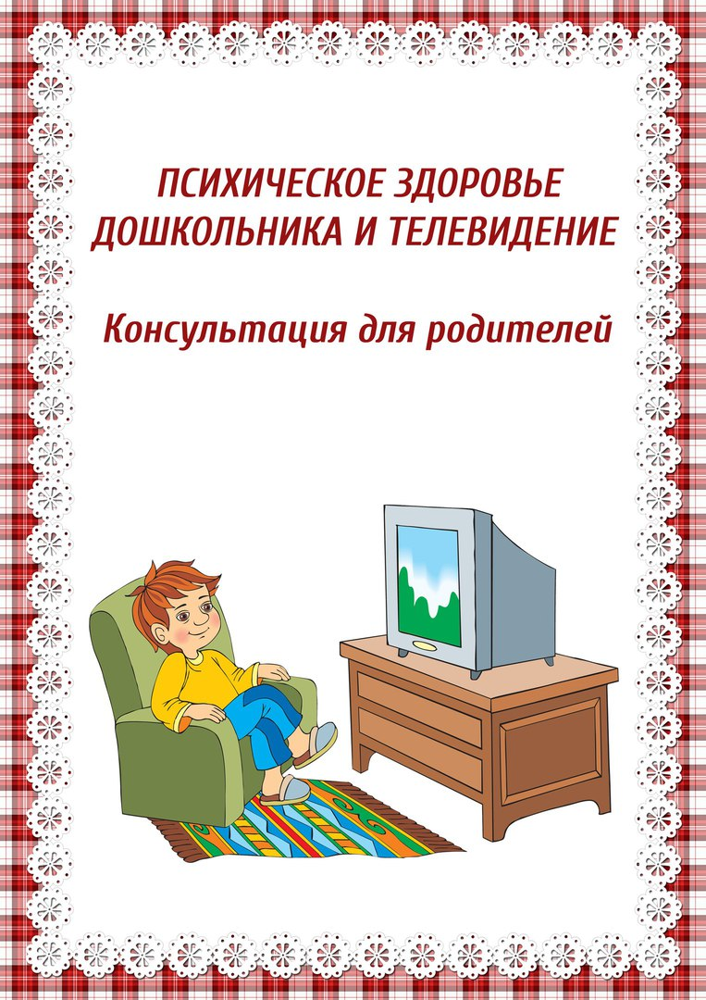 ПСИХИЧЕСКОЕ ЗДОРОВЬЕ
ДОШКОЛЬНИКА И ТЕЛЕВИДЕНИЕ
Консультация для родителей